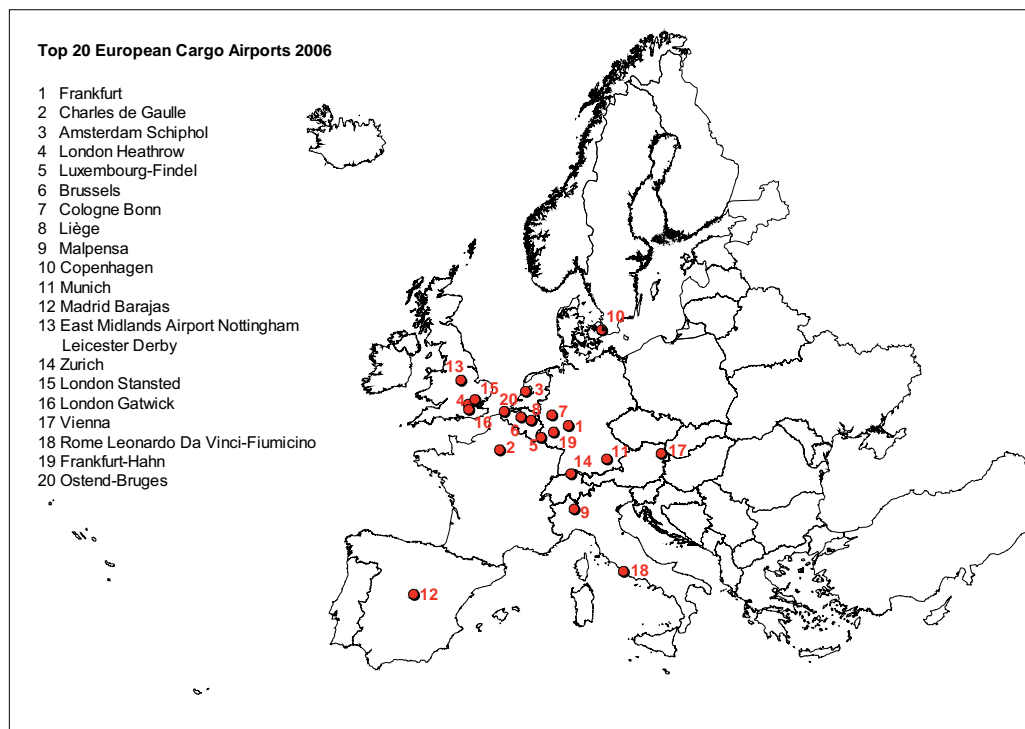 Top 20 European Cargo Airports 2006
1 Frankfurt
2 Charles de Gaulle
3 Amsterdam Schiphol
4 London Heathrow
5 Luxembourg-Findel
6 Brussels
7 Cologne Bonn
8 Liège
9 Malpensa
10 Copenhagen
11 Munich
12 Madrid Barajas
13 East Midlands Airport Nottingham
Leicester Derby
14 Zurich
15 London Stansted
16 London Gatwick
17 Vienna
18 Rome Leonardo Da Vinci-Fiumicino
19 Frankfurt-Hahn
20 Ostend-Bruges
10
13
15
3
4
20
7
16
6
8
1
5
19
2
14
11
17
9
18
12